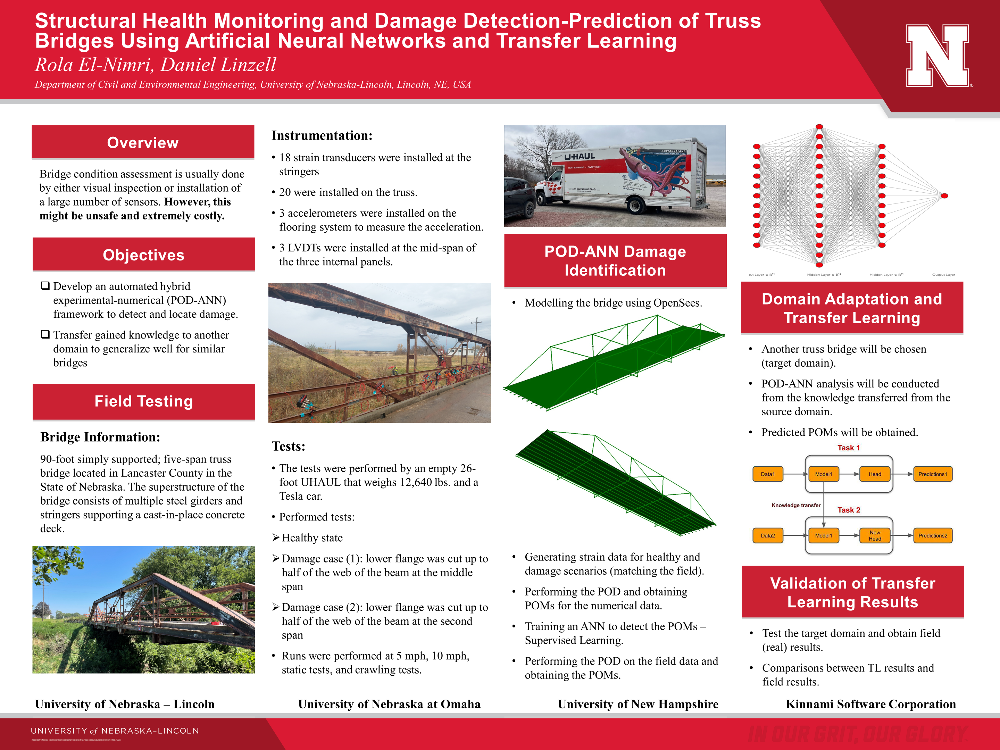 Structural Health Monitoring and Damage Detection-Prediction of Truss
Bridges Using Artificial Neural Networks and Transfer Learning
Rola El-Nimri, Daniel Linzell
Department of Civil and Environmental Engineering, University of Nebraska-Lincoln, Lincoln, NE, USA
N
Overview
Bridge condition assessment is usually done
by either visual inspection or installation of
a large number of sensors. However, this
might be unsafe and extremely costly.
Objectives
Develop an automated hybrid
experimental-numerical (POD-ANN)
framework to detect and locate damage.
Transfer gained knowledge to another
domain to generalize well for similar
bridges
Field Testing
Bridge Information:
90-foot simply supported; five-span truss
bridge located in Lancaster County in the
State of Nebraska. The superstructure of the
bridge consists of multiple steel girders and
stringers supporting a cast-in-place concrete
deck.
Instrumentation:
• 18 strain transducers were installed at the
stringers
• 20 were installed on the truss.
• 3 accelerometers were installed on the
flooring system to measure the acceleration.
• 3 LVDTs were installed at the mid-span of
the three internal panels.
Tests:
• The tests were performed by an empty 26-
foot UHAUL that weighs 12,640 lbs. and a
Tesla car.
• Performed tests:
➢ Healthy state
➢ Damage case (1): lower flange was cut up to
half of the web of the beam at the middle
span
➢ Damage case (2): lower flange was cut up to
half of the web of the beam at the second
span
• Runs were performed at 5 mph, 10 mph,
static tests, and crawling tests.
U-HAUL
NEWFOUNDLAND
RIGHT EQUIPMENT / LOWEST COST
Fuel Saver Chassis Skirts
POD-ANN Damage
Identification
• Modelling the bridge using OpenSees.
• Generating strain data for healthy and
damage scenarios (matching the field).
• Performing the POD and obtaining
POMs for the numerical data.
• Training an ANN to detect the POMs –
Supervised Learning.
• Performing the POD on the field data and
obtaining the POMs.
out Layer ∈ ℝ¹¹
Hidden Layer ∈ ℝ¹⁵
Hidden Layer ∈ ℝ¹¹
Output Layer
Domain Adaptation and
Transfer Learning
• Another truss bridge will be chosen
(target domain).
• POD-ANN analysis will be conducted
from the knowledge transferred from the
source domain.
• Predicted POMs will be obtained.
Task 1
Data1
Model1
Head
Predictions1
Knowledge transfer
Task 2
Data2
Model1
New
Head
Predictions2
Validation of Transfer
Learning Results
• Test the target domain and obtain field
(real) results.
• Comparisons between TL results and
field results.
University of Nebraska – Lincoln
University of Nebraska at Omaha
University of New Hampshire
Kinnami Software Corporation
UNIVERSITY of NEBRASKA–LINCOLN
IN OUR GRIT, OUR GLORY.